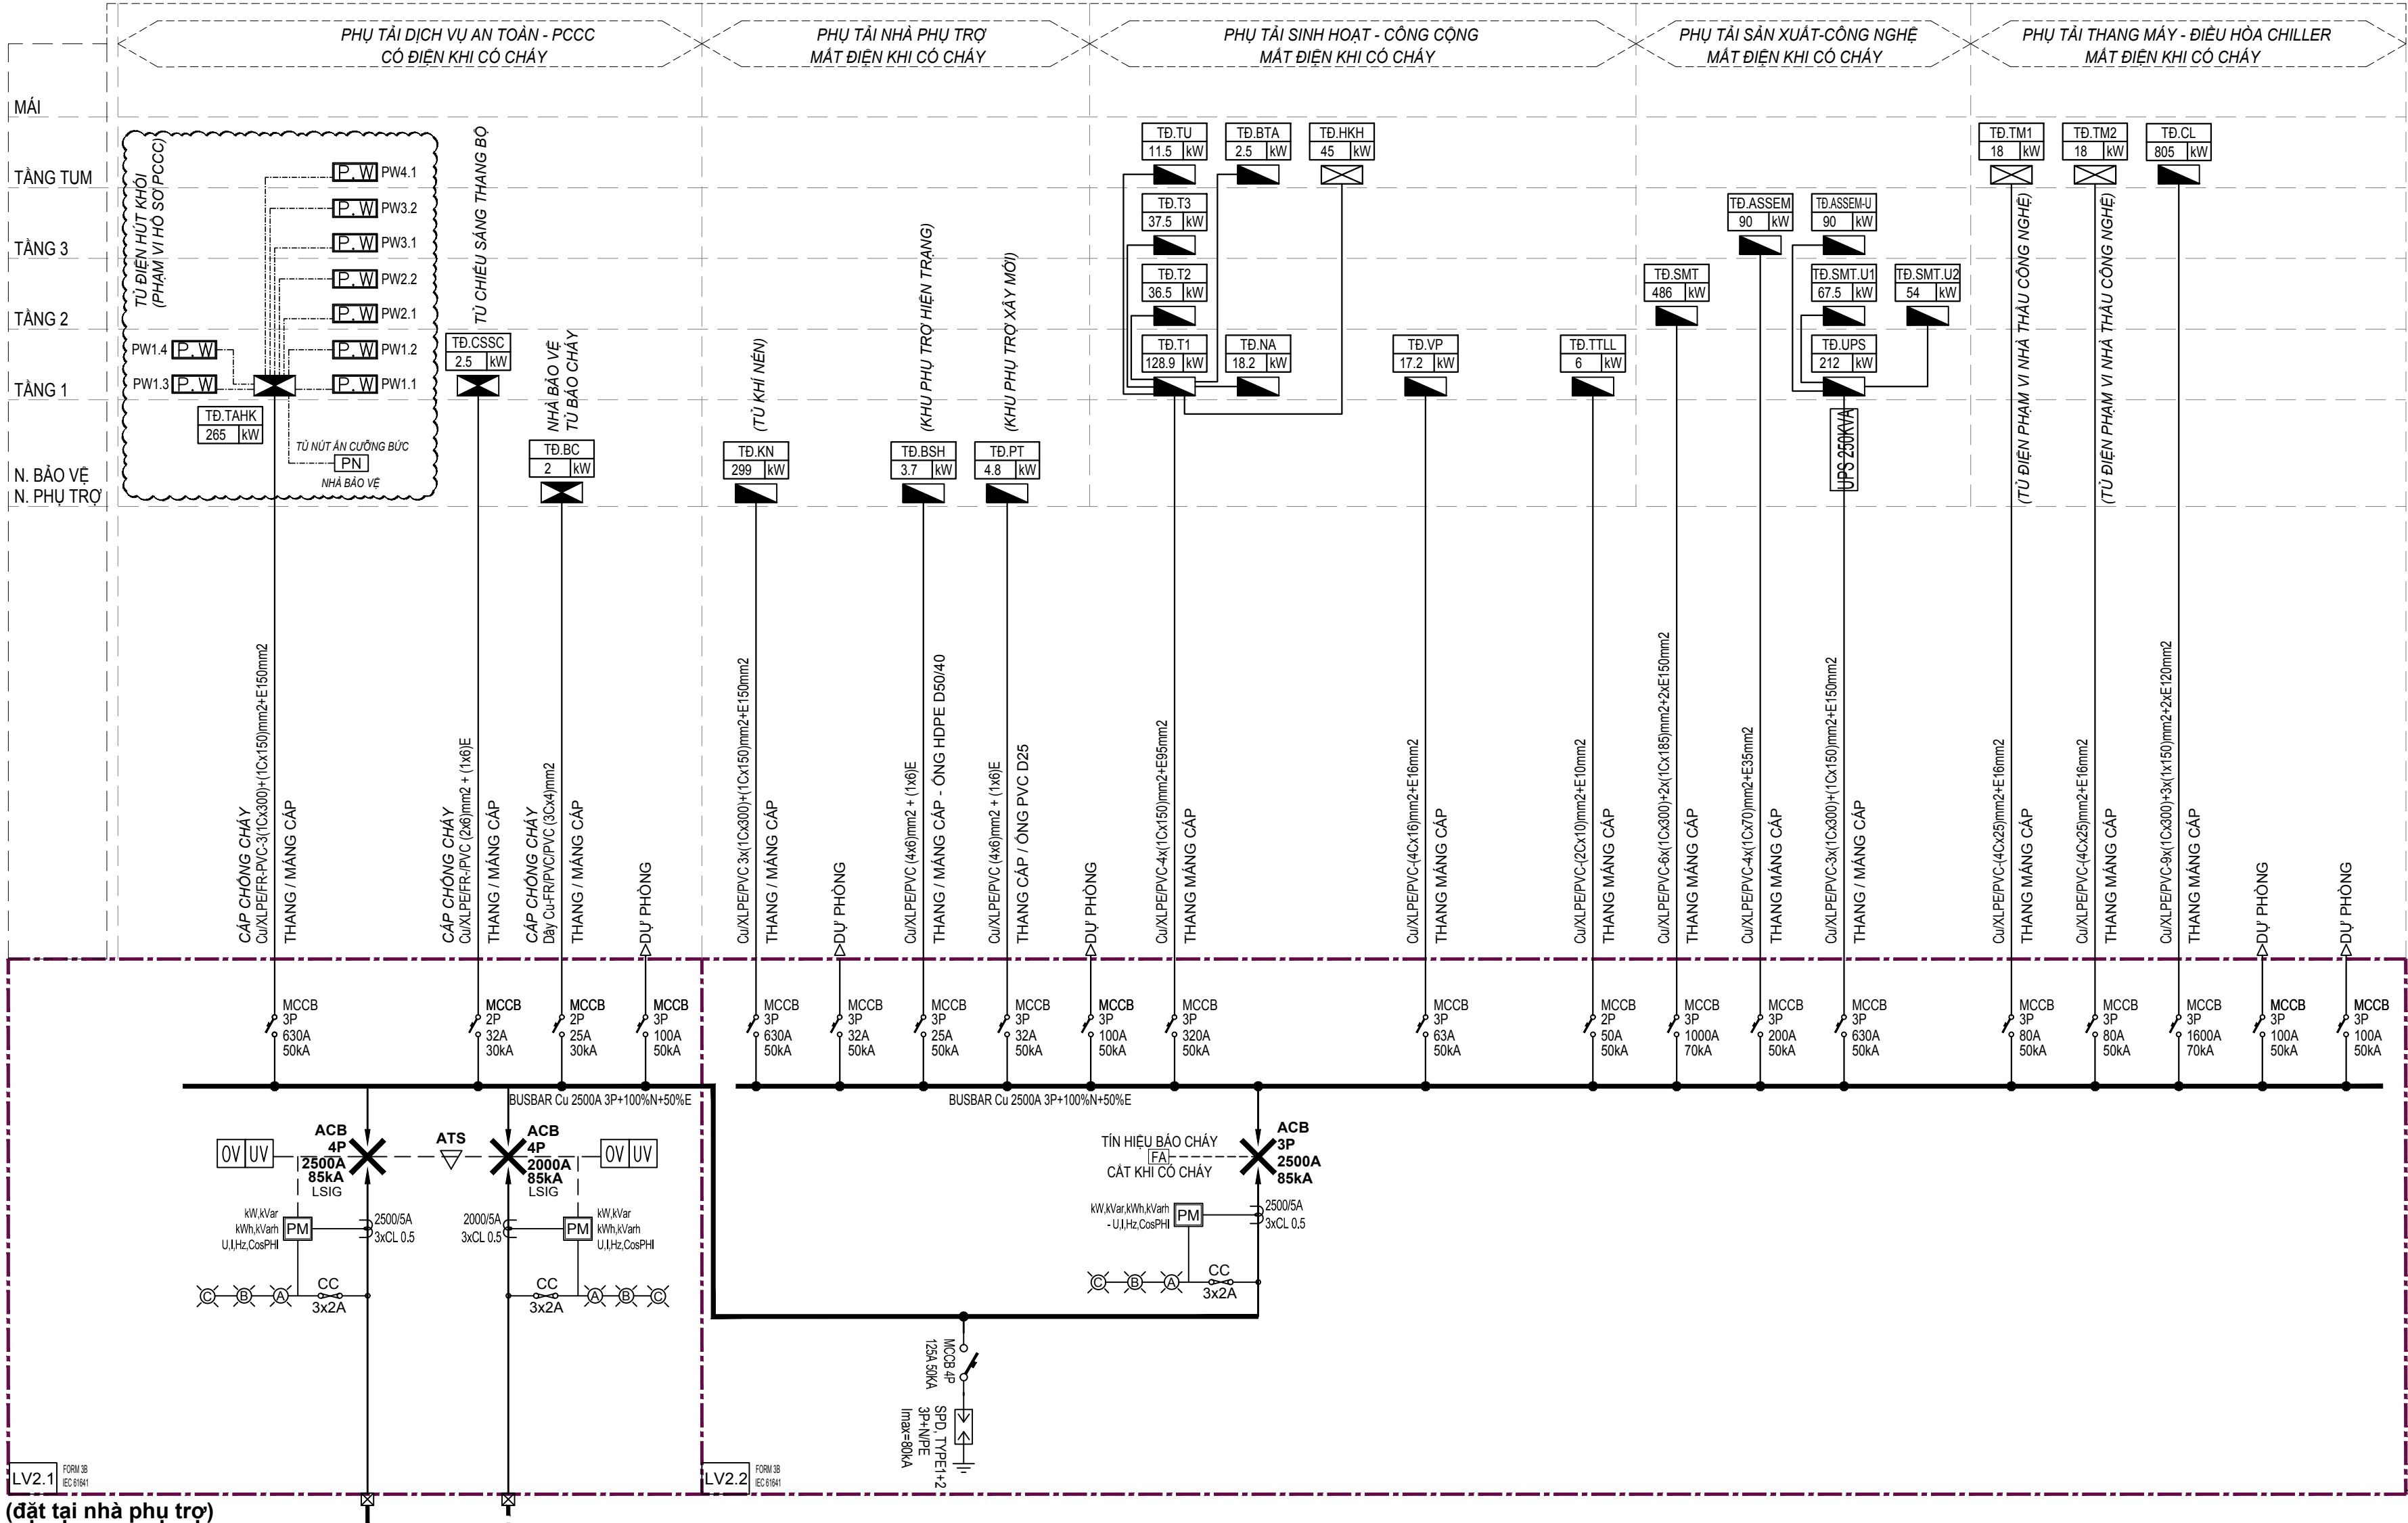 PHỤ TẢI DỊCH VỤ AN TOÀN - PCCC
CÓ ĐIỆN KHI CÓ CHÁY
PHỤ TẢI NHÀ PHỤ TRỢ
MẤT ĐIỆN KHI CÓ CHÁY
PHỤ TẢI SINH HOẠT - CÔNG CỘNG
MẤT ĐIỆN KHI CÓ CHÁY
PHỤ TẢI SẢN XUẤT-CÔNG NGHỆ
MẤT ĐIỆN KHI CÓ CHÁY
PHỤ TẢI THANG MÁY - ĐIỀU HÒA CHILLER
MẤT ĐIỆN KHI CÓ CHÁY
MÁI
TẦNG TUM
TẦNG 3
TẦNG 2
TẦNG 1
N. BẢO VỆ
N. PHỤ TRỢ
TỦ ĐIỆN HÚT KHÓI
(PHẠM VI HỒ SƠ PCCC)
P.W PW4.1
P.W PW3.2
P.W PW3.1
P.W PW2.2
P.W PW2.1
PW1.4 P.W
P.W PW1.2
PW1.3 P.W
P.W PW1.1
TĐ.TAHK
265 kW
TỦ NÚT ẤN CƯỠNG BỨC
PN
NHÀ BẢO VỆ
TỦ CHIẾU SÁNG THANG BỘ
TĐ.CSSC
2.5 kW
NHÀ BẢO VỆ
TỦ BÁO CHÁY
TĐ.BC
2 kW
(TỦ KHÍ NÉN)
TĐ.KN
299 kW
(KHU PHỤ TRỢ HIỆN TRẠNG)
TĐ.BSH
3.7 kW
(KHU PHỤ TRỢ XÂY MỚI)
TĐ.PT
4.8 kW
TĐ.TU
11.5 kW
TĐ.BTA
2.5 kW
TĐ.HKH
45 kW
TĐ.T3
37.5 kW
TĐ.T2
36.5 kW
TĐ.T1
128.9 kW
TĐ.NA
18.2 kW
TĐ.VP
17.2 kW
TĐ.TTLL
6 kW
TĐ.SMT
486 kW
TĐ.ASSEM
90 kW
TĐ.ASSEM-U
90 kW
TĐ.SMT.U1
67.5 kW
TĐ.SMT.U2
54 kW
TĐ.UPS
212 kW
UPS 250KVA
TĐ.TM1
18 kW
(TỦ ĐIỆN PHẠM VI NHÀ THẦU CÔNG NGHỆ)
TĐ.TM2
18 kW
(TỦ ĐIỆN PHẠM VI NHÀ THẦU CÔNG NGHỆ)
TĐ.CL
805 kW
CÁP CHỐNG CHÁY
Cu/XLPE/FR-PVC-3(1Cx300)+(1Cx150)mm2+E150mm2
THANG / MÁNG CÁP
CÁP CHỐNG CHÁY
Cu/XLPE/FR-/PVC (2x6)mm2 + (1x6)E
THANG / MÁNG CÁP
CÁP CHỐNG CHÁY
Dây Cu-FR/PVC/PVC (3Cx4)mm2
THANG / MÁNG CÁP
DỰ PHÒNG
Cu/XLPE/PVC 3x(1Cx300)+(1Cx150)mm2+E150mm2
THANG / MÁNG CÁP
DỰ PHÒNG
Cu/XLPE/PVC (4x6)mm2 + (1x6)E
THANG / MÁNG CÁP - ỐNG HDPE D50/40
Cu/XLPE/PVC (4x6)mm2 + (1x6)E
THANG CÁP / ỐNG PVC D25
DỰ PHÒNG
Cu/XLPE/PVC-4x(1Cx150)mm2+E95mm2
THANG MÁNG CÁP
Cu/XLPE/PVC-(4Cx16)mm2+E16mm2
THANG MÁNG CÁP
Cu/XLPE/PVC-(2Cx10)mm2+E10mm2
THANG MÁNG CÁP
Cu/XLPE/PVC-6x(1Cx300)+2x(1Cx185)mm2+2xE150mm2
THANG MÁNG CÁP
Cu/XLPE/PVC-4x(1Cx70)mm2+E35mm2
THANG MÁNG CÁP
Cu/XLPE/PVC-3x(1Cx300)+(1Cx150)mm2+E150mm2
THANG / MÁNG CÁP
Cu/XLPE/PVC-(4Cx25)mm2+E16mm2
THANG MÁNG CÁP
Cu/XLPE/PVC-(4Cx25)mm2+E16mm2
THANG MÁNG CÁP
Cu/XLPE/PVC-9x(1Cx300)+3x(1x150)mm2+2xE120mm2
THANG MÁNG CÁP
DỰ PHÒNG
DỰ PHÒNG
MCCB
3P
630A
50kA
MCCB
2P
32A
30kA
MCCB
2P
25A
30kA
MCCB
3P
100A
50kA
MCCB
3P
630A
50kA
MCCB
3P
32A
50kA
MCCB
3P
25A
50kA
MCCB
3P
32A
50kA
MCCB
3P
100A
50kA
MCCB
3P
320A
50kA
MCCB
3P
63A
50kA
MCCB
2P
50A
50kA
MCCB
3P
1000A
70kA
MCCB
3P
200A
50kA
MCCB
3P
630A
50kA
MCCB
3P
80A
50kA
MCCB
3P
80A
50kA
MCCB
3P
1600A
70kA
MCCB
3P
100A
50kA
MCCB
3P
100A
50kA
BUSBAR Cu 2500A 3P+100%N+50%E
BUSBAR Cu 2500A 3P+100%N+50%E
OV UV
ACB
4P
2500A
85kA
LSIG
ATS
ACB
4P
2000A
85kA
LSIG
OV UV
kW,kVar
kWh,kVarh
U,I,Hz,CosPHI
PM
2500/5A
3xCL 0.5
2000/5A
3xCL 0.5
PM
kW,kVar
kWh,kVarh
U,I,Hz,CosPHI
C B A
CC
3x2A
CC
3x2A
A B C
TÍN HIỆU BÁO CHÁY
FA
CẮT KHI CÓ CHÁY
ACB
3P
2500A
85kA
kW,kVar,kWh,kVarh
- U,I,Hz,CosPHI
PM
2500/5A
3xCL 0.5
C B A
CC
3x2A
MCCB 4P
125A 50KA
SPD, TYPE1+2
3P+N/PE
Imax=80kA
LV2.1
FORM 3B
IEC 61641
LV2.2
FORM 3B
IEC 61641
(đặt tại nhà phụ trợ)